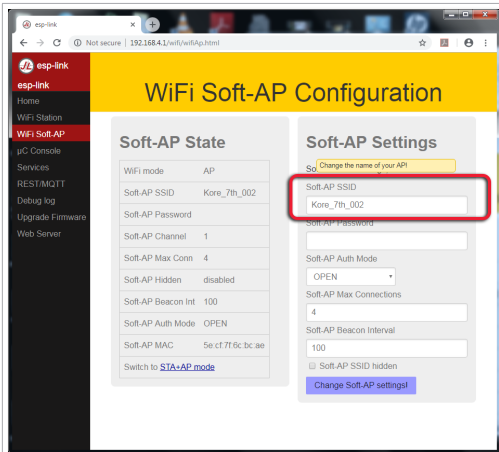 esp-link
Not secure | 192.168.4.1/wifi/wifiAp.html
esp-link
esp-link
Home
WiFi Station
WiFi Soft-AP
µC Console
Services
REST/MQTT
Debug log
Upgrade Firmware
Web Server
WiFi Soft-AP Configuration
Soft-AP State
WiFi mode AP
Soft-AP SSID Kore_7th_002
Soft-AP Password
Soft-AP Channel 1
Soft-AP Max Conn 4
Soft-AP Hidden disabled
Soft-AP Beacon Int 100
Soft-AP Auth Mode OPEN
Soft-AP MAC 5e:cf:7f:6c:bc:ae
Switch to STA+AP mode
Soft-AP Settings
Change the name of your API
Soft-AP SSID
Kore_7th_002
Soft-AP Password
Soft-AP Auth Mode
OPEN
Soft-AP Max Connections
4
Soft-AP Beacon Interval
100
Soft-AP SSID hidden
Change Soft-AP settings!